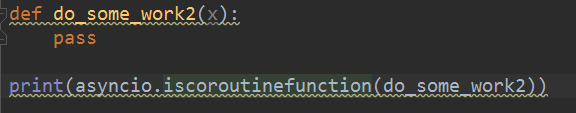 def do_some_work2(x):
    pass
print(asyncio.iscoroutinefunction(do_some_work2))